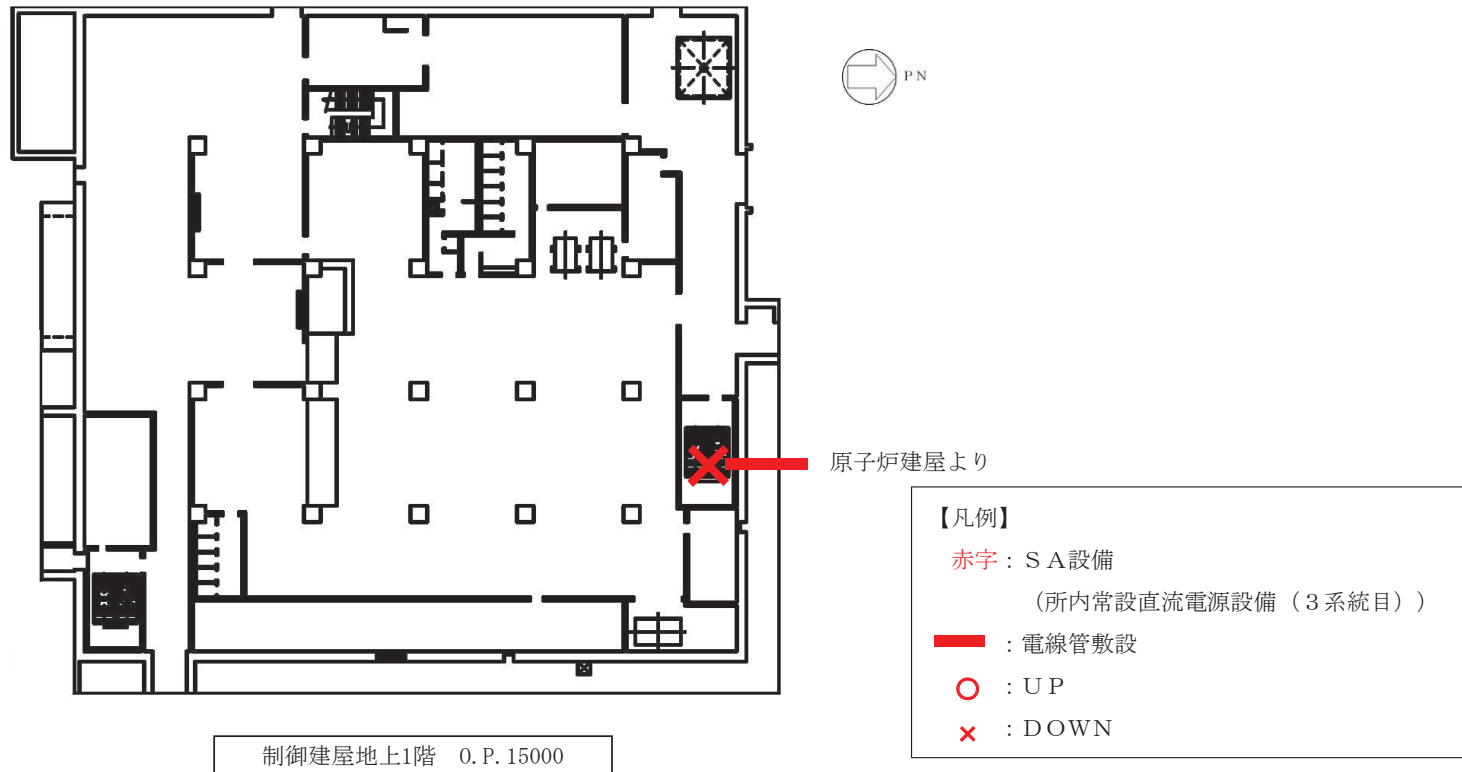 ＰＮ
原子炉建屋より
【凡例】
赤字：ＳＡ設備
（所内常設直流電源設備（３系統目））
：電線管敷設
：ＵＰ
：ＤＯＷＮ
制御建屋地上1階　O.P.15000